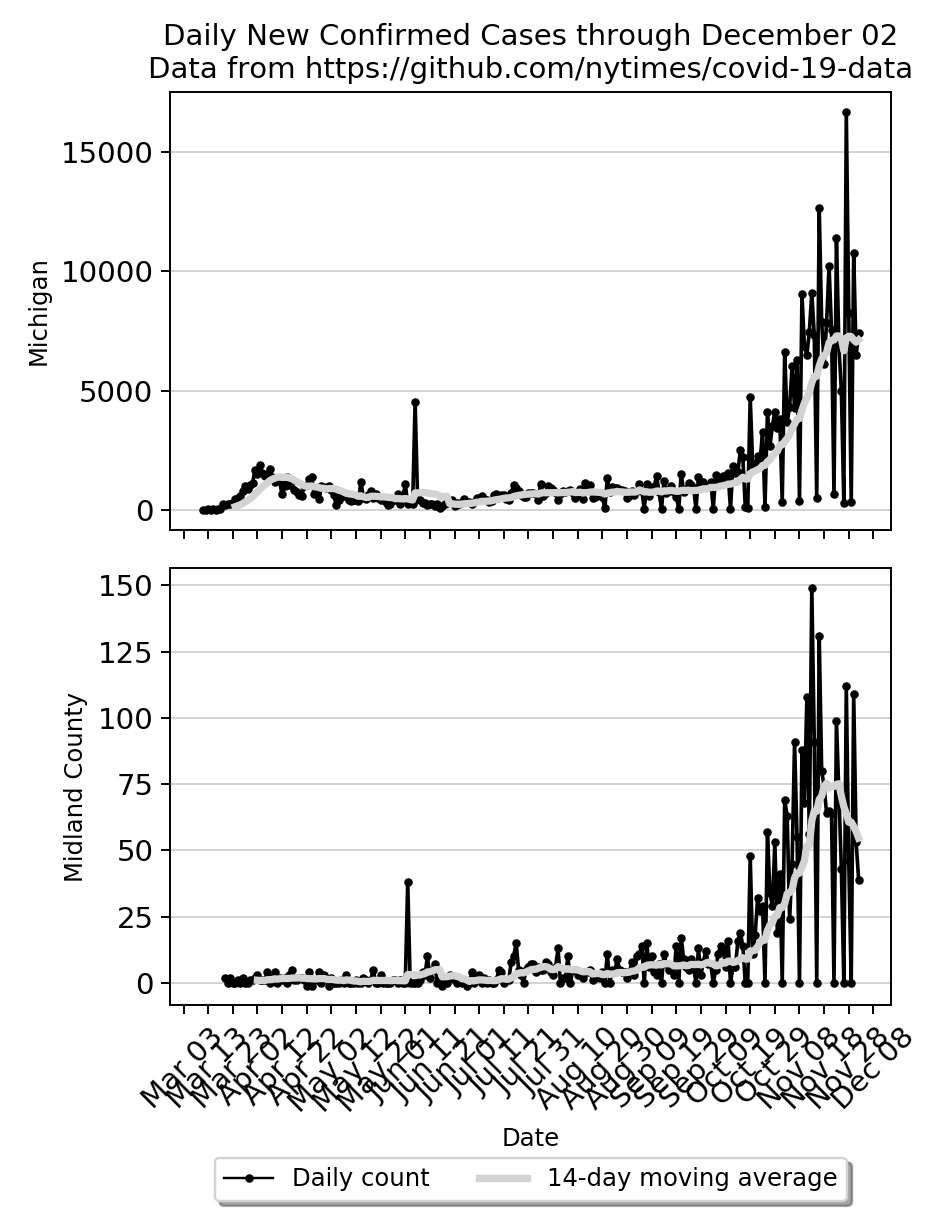 Daily New Confirmed Cases through December 02
Data from https://github.com/nytimes/covid-19-data
Michigan
15000
10000
5000
0
Midland County
150
125
100
75
50
25
0
Mar 03
Mar 13
Mar 23
Apr 02
Apr 12
Apr 22
May 02
May 12
May 22
Jun 01
Jun 11
Jun 21
Jul 01
Jul 11
Jul 21
Jul 31
Aug 10
Aug 20
Aug 30
Sep 09
Sep 19
Sep 29
Oct 09
Oct 19
Oct 29
Nov 08
Nov 18
Nov 28
Dec 08
Date
Daily count
14-day moving average